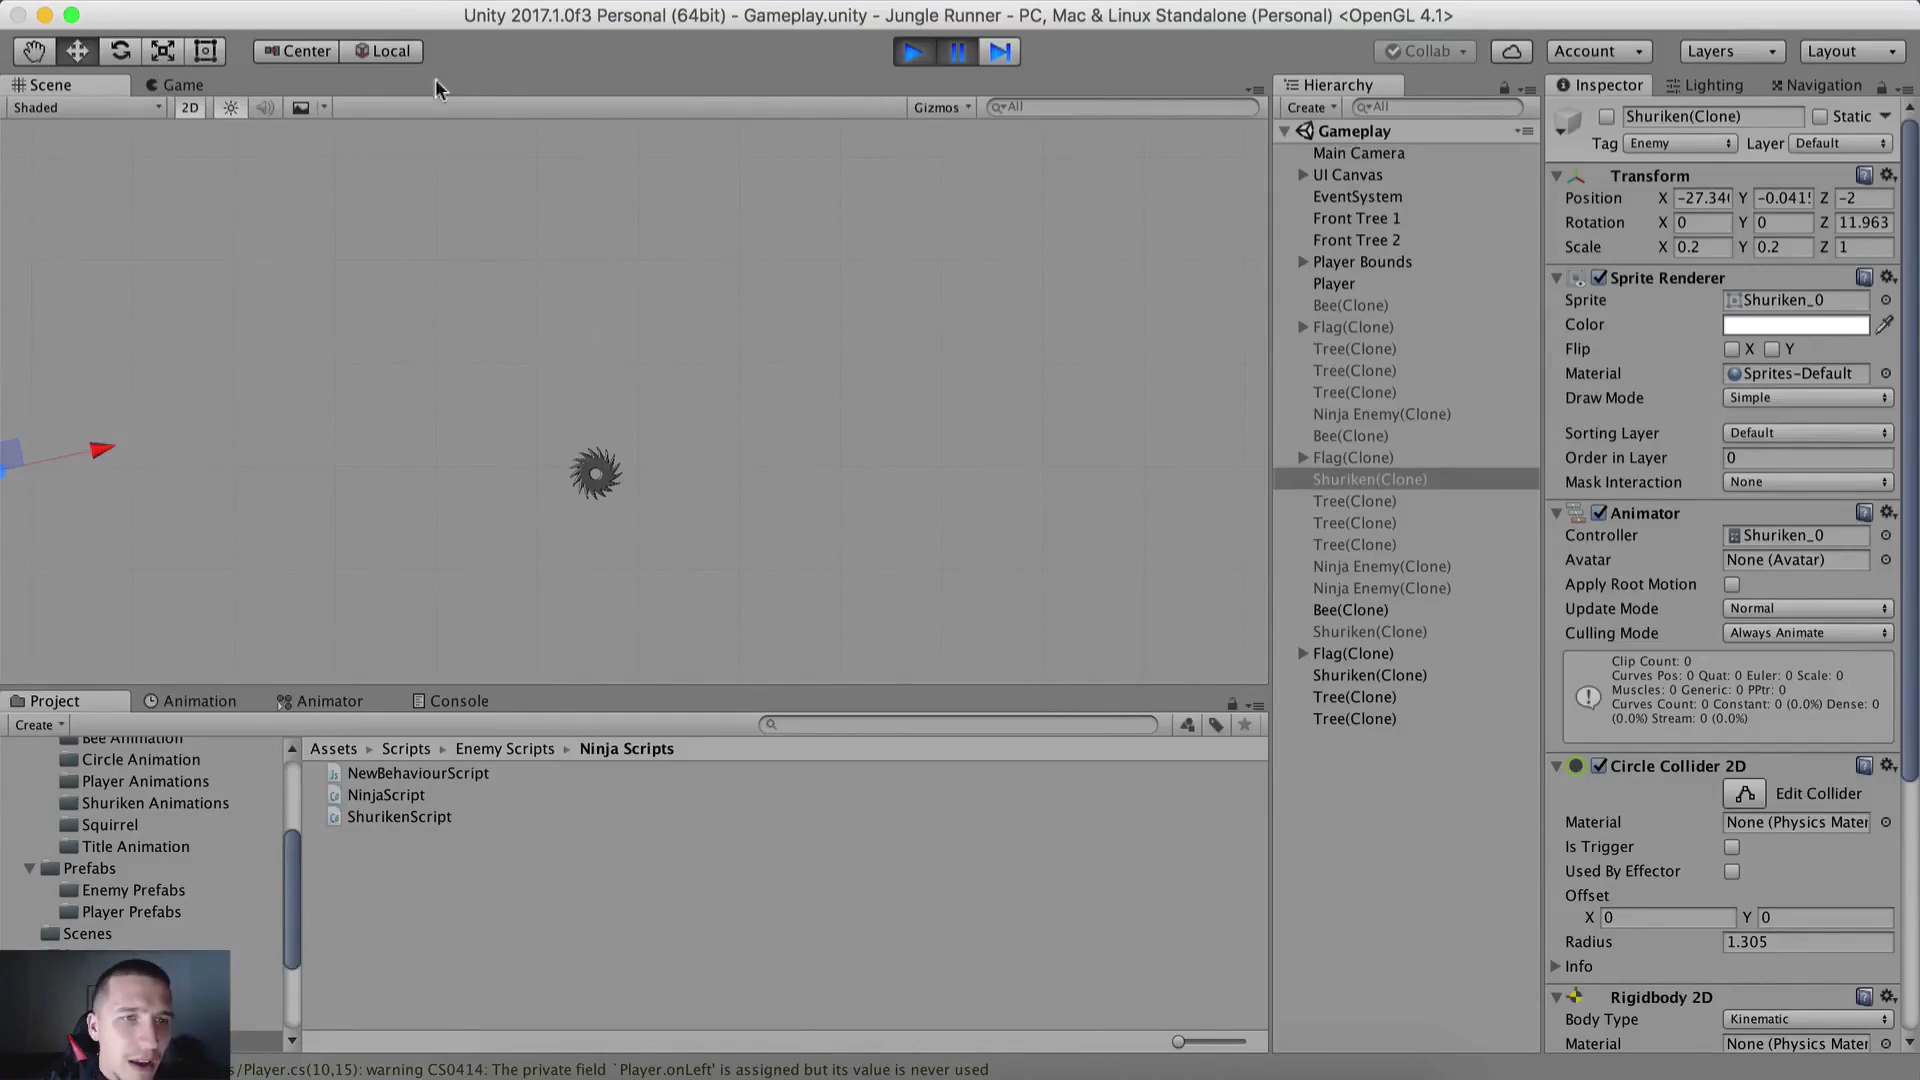 Unity 2017.1.0f3 Personal (64bit) - Gameplay.unity - Jungle Runner - PC, Mac & Linux Standalone (Personal) <OpenGL 4.1>
Center Local Collab Account Layers Layout
Scene Game
Shaded 2D Gizmos All
Hierarchy
Create All
Gameplay
Main Camera
UI Canvas
EventSystem
Front Tree 1
Front Tree 2
Player Bounds
Player
Bee(Clone)
Flag(Clone)
Tree(Clone)
Tree(Clone)
Tree(Clone)
Ninja Enemy(Clone)
Bee(Clone)
Flag(Clone)
Shuriken(Clone)
Tree(Clone)
Tree(Clone)
Tree(Clone)
Ninja Enemy(Clone)
Ninja Enemy(Clone)
Bee(Clone)
Shuriken(Clone)
Flag(Clone)
Shuriken(Clone)
Tree(Clone)
Tree(Clone)
Inspector Lighting Navigation
Shuriken(Clone) Static
Tag Enemy Layer Default
Transform
Position X -27.34 Y -0.041 Z -2
Rotation X 0 Y 0 Z 11.963
Scale X 0.2 Y 0.2 Z 1
Sprite Renderer
Sprite Shuriken_0
Color
Flip X Y
Material Sprites-Default
Draw Mode Simple
Sorting Layer Default
Order in Layer 0
Mask Interaction None
Animator
Controller Shuriken_0
Avatar None (Avatar)
Apply Root Motion
Update Mode Normal
Culling Mode Always Animate
Clip Count: 0
Curves Pos: 0 Quat: 0 Euler: 0 Scale: 0
Muscles: 0 Generic: 0 PPtr: 0
Curves Count: 0 Constant: 0 (0.0%) Dense: 0
(0.0%) Stream: 0 (0.0%)
Circle Collider 2D
Edit Collider
Material None (Physics Mater
Is Trigger
Used By Effector
Offset
X 0 Y 0
Radius 1.305
Info
Rigidbody 2D
Body Type Kinematic
Material None (Physics Mater
Project Animation Animator Console
Create
Bee Animation
Circle Animation
Player Animations
Shuriken Animations
Squirrel
Title Animation
Prefabs
Enemy Prefabs
Player Prefabs
Scenes
Assets Scripts Enemy Scripts Ninja Scripts
NewBehaviourScript
NinjaScript
ShurikenScript
/Player.cs(10,15): warning CS0414: The private field `Player.onLeft' is assigned but its value is never used